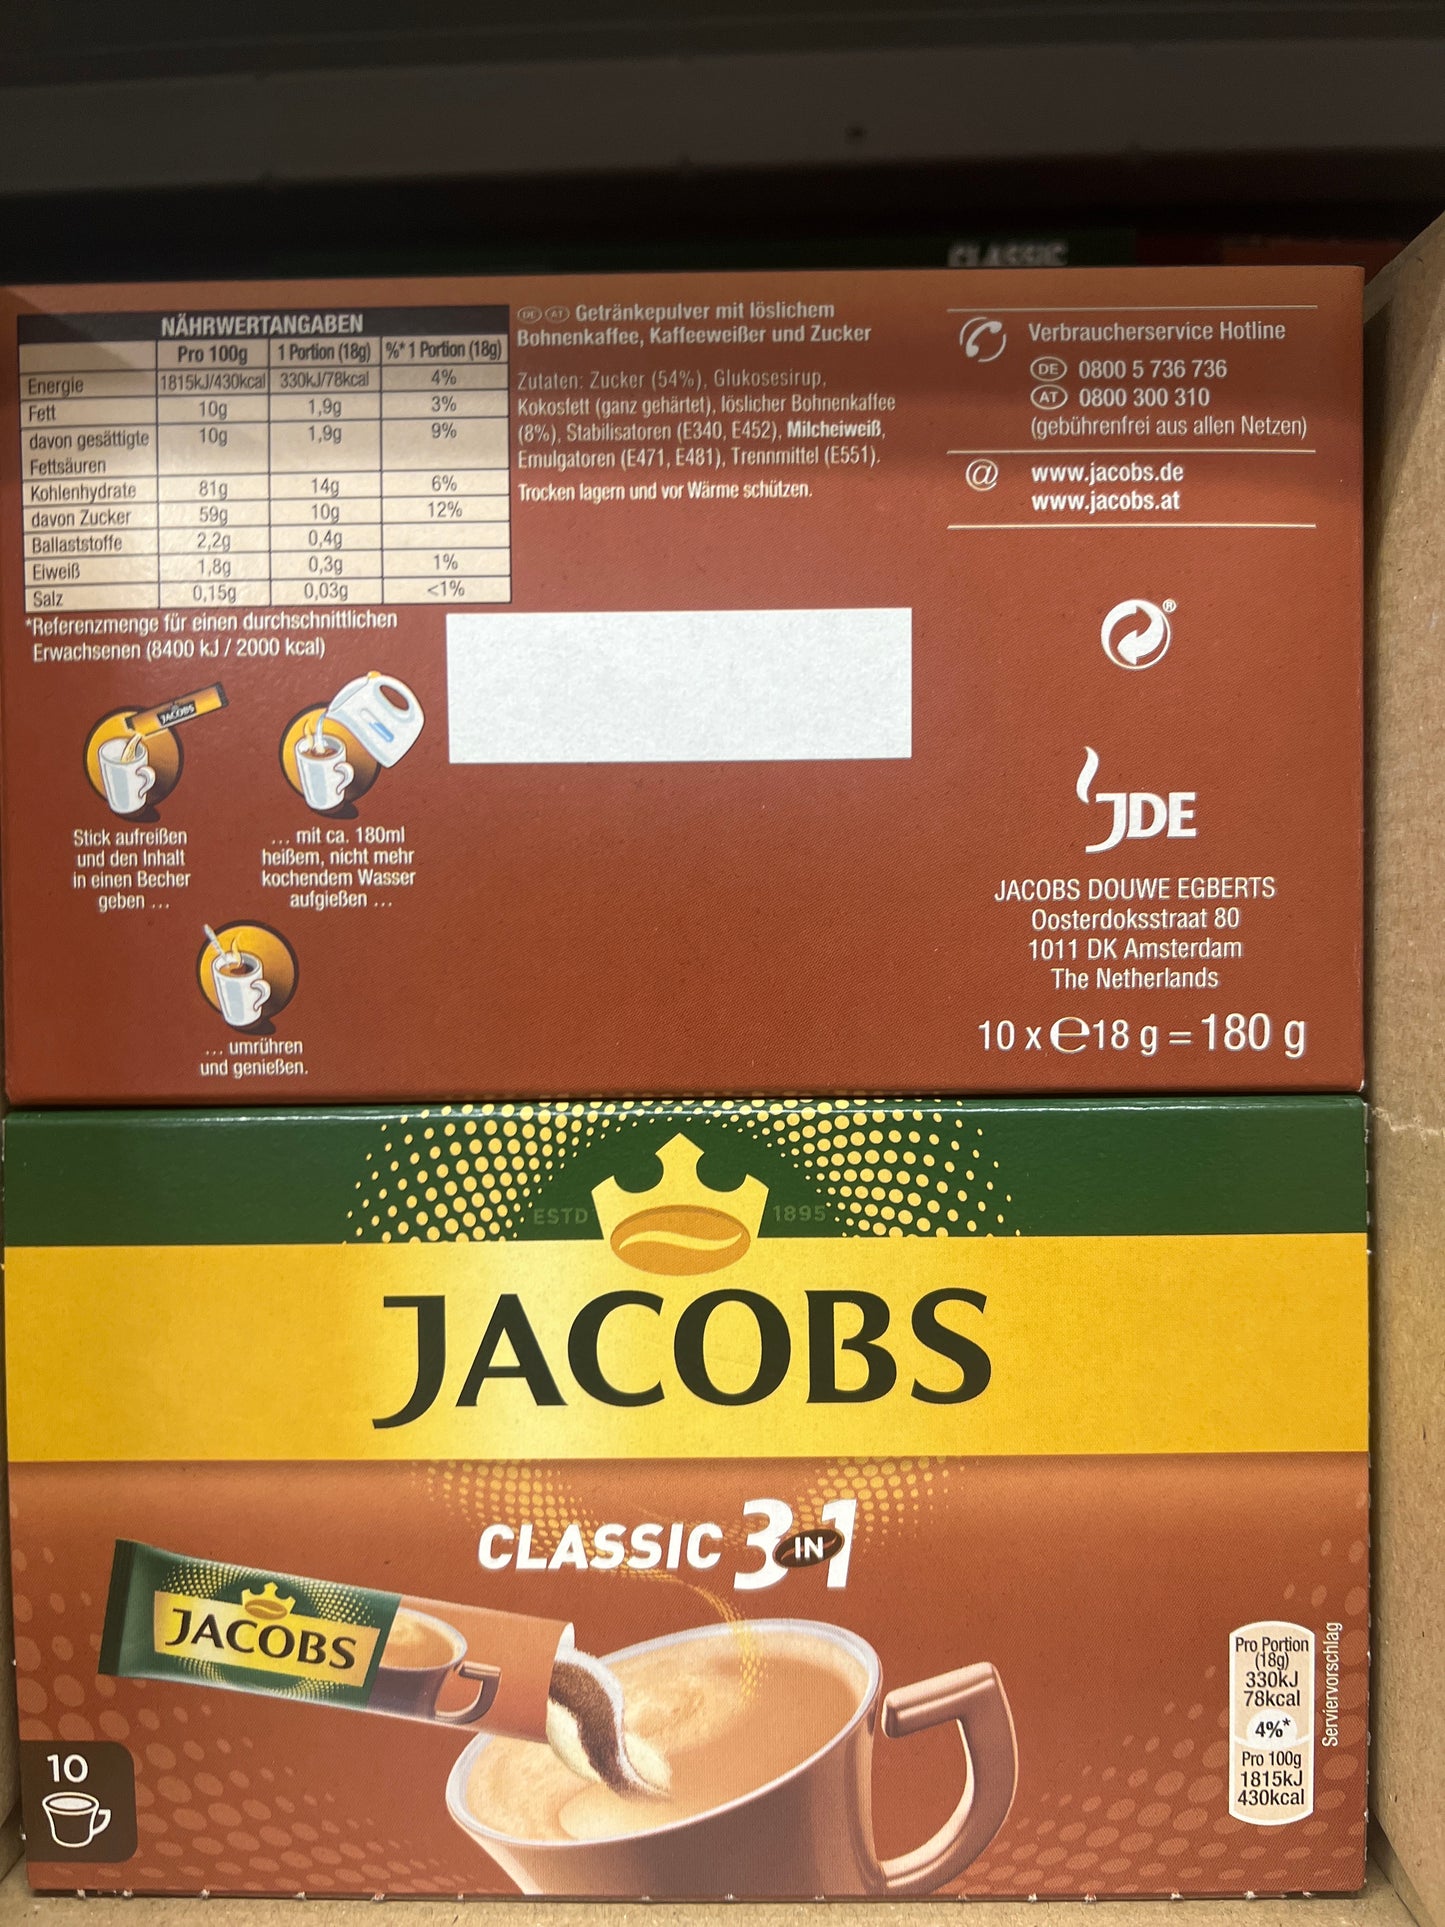 CLASSIC
NÄHRWERTANGABEN
Pro 100g 1 Portion (18g) %* 1 Portion (18g)
Energie 1815kJ/430kcal 330kJ/78kcal 4%
Fett 10g 1,9g 3%
davon gesättigte 10g 1,9g 9%
Fettsäuren
Kohlenhydrate 81g 14g 6%
davon Zucker 59g 10g 12%
Ballaststoffe 2,2g 0,4g
Eiweiß 1,8g 0,3g 1%
Salz 0,15g 0,03g <1%
*Referenzmenge für einen durchschnittlichen
Erwachsenen (8400 kJ / 2000 kcal)
DE AT Getränkepulver mit löslichem
Bohnenkaffee, Kaffeeweißer und Zucker
Zutaten: Zucker (54%), Glukosesirup,
Kokosfett (ganz gehärtet), löslicher Bohnenkaffee
(8%), Stabilisatoren (E340, E452), Milcheiweiß,
Emulgatoren (E471, E481), Trennmittel (E551).
Trocken lagern und vor Wärme schützen.
Verbraucherservice Hotline
DE 0800 5 736 736
AT 0800 300 310
(gebührenfrei aus allen Netzen)
@ www.jacobs.de
www.jacobs.at
®
JACOBS
Stick aufreißen
und den Inhalt
in einen Becher
geben ...
... mit ca. 180ml
heißem, nicht mehr
kochendem Wasser
aufgießen ...
... umrühren
und genießen.
JDE
JACOBS DOUWE EGBERTS
Oosterdoksstraat 80
1011 DK Amsterdam
The Netherlands
10 x ℮18 g = 180 g
ESTD 1895
JACOBS
CLASSIC 3 IN 1
JACOBS
10
Pro Portion
(18g)
330kJ
78kcal
4%*
Pro 100g
1815kJ
430kcal
Serviervorschlag